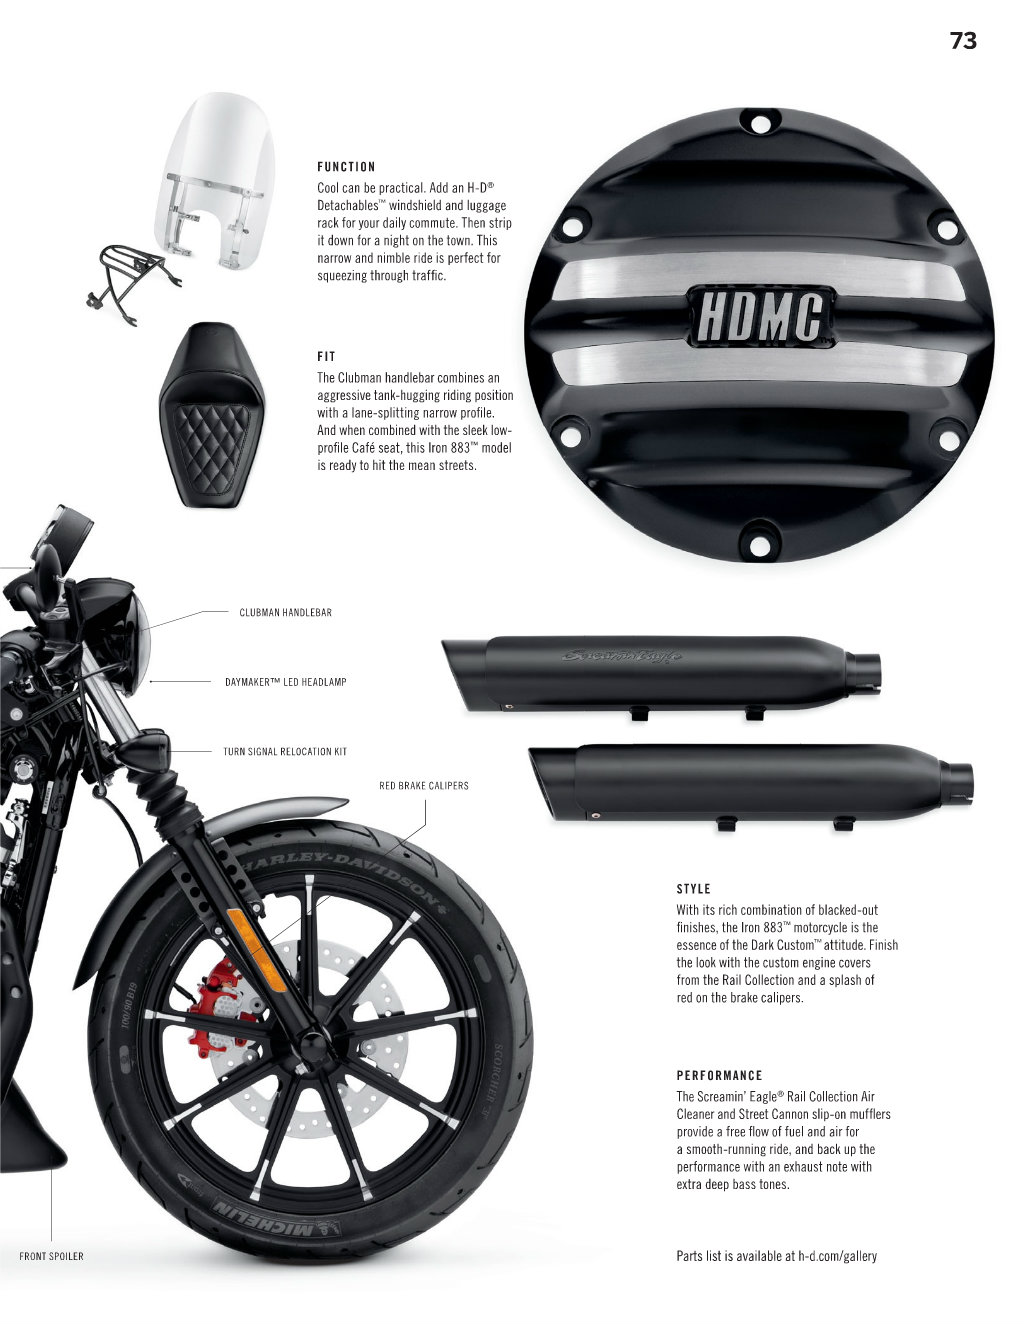 73
FUNCTION
Cool can be practical. Add an H-D®
Detachables™ windshield and luggage
rack for your daily commute. Then strip
it down for a night on the town. This
narrow and nimble ride is perfect for
squeezing through traffic.
HDMC
FIT
The Clubman handlebar combines an
aggressive tank-hugging riding position
with a lane-splitting narrow profile.
And when combined with the sleek low-
profile Café seat, this Iron 883™ model
is ready to hit the mean streets.
CLUBMAN HANDLEBAR
Screamin'Eagle
DAYMAKER™ LED HEADLAMP
TURN SIGNAL RELOCATION KIT
RED BRAKE CALIPERS
HARLEY-DAVIDSON
100/90 B19
SCORCHER "31"
MICHELIN
STYLE
With its rich combination of blacked-out
finishes, the Iron 883™ motorcycle is the
essence of the Dark Custom™ attitude. Finish
the look with the custom engine covers
from the Rail Collection and a splash of
red on the brake calipers.
PERFORMANCE
The Screamin’ Eagle® Rail Collection Air
Cleaner and Street Cannon slip-on mufflers
provide a free flow of fuel and air for
a smooth-running ride, and back up the
performance with an exhaust note with
extra deep bass tones.
FRONT SPOILER
Parts list is available at h-d.com/gallery